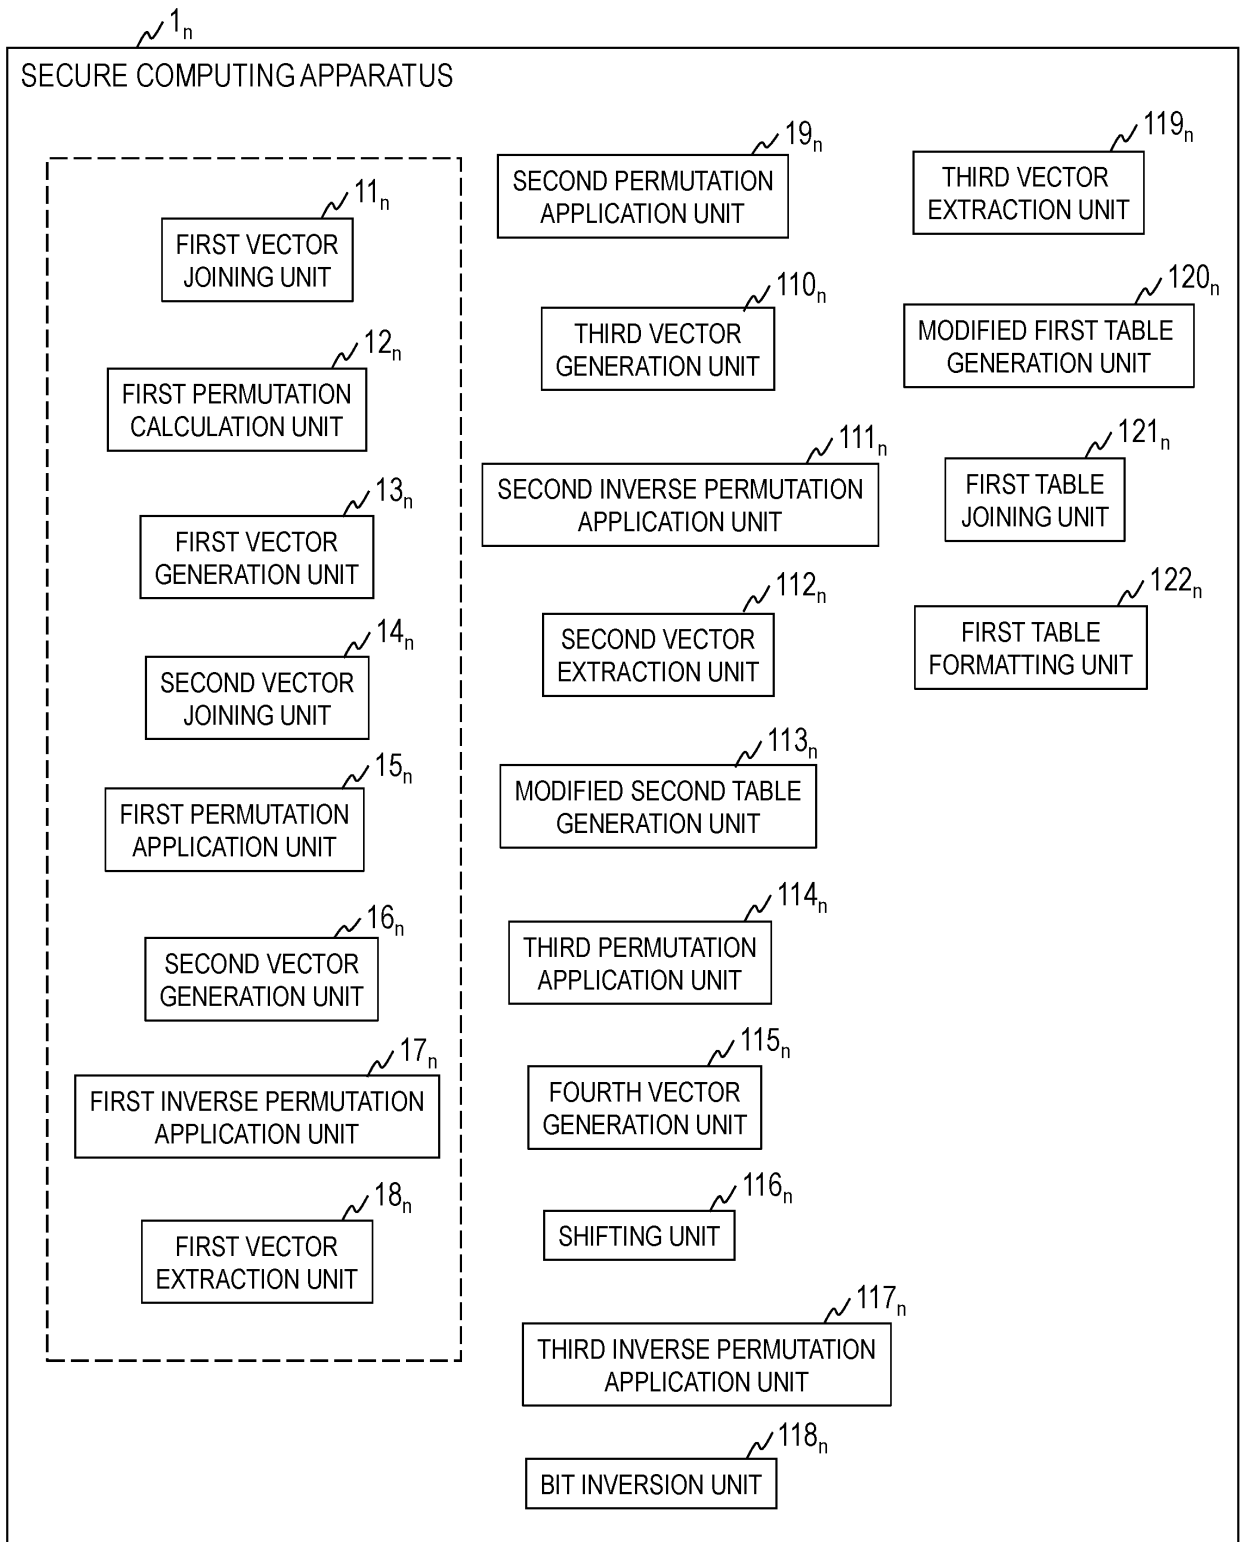 1n
SECURE COMPUTING APPARATUS
11n
FIRST VECTOR
JOINING UNIT
12n
FIRST PERMUTATION
CALCULATION UNIT
13n
FIRST VECTOR
GENERATION UNIT
14n
SECOND VECTOR
JOINING UNIT
15n
FIRST PERMUTATION
APPLICATION UNIT
16n
SECOND VECTOR
GENERATION UNIT
17n
FIRST INVERSE PERMUTATION
APPLICATION UNIT
18n
FIRST VECTOR
EXTRACTION UNIT
19n
SECOND PERMUTATION
APPLICATION UNIT
110n
THIRD VECTOR
GENERATION UNIT
111n
SECOND INVERSE PERMUTATION
APPLICATION UNIT
112n
SECOND VECTOR
EXTRACTION UNIT
113n
MODIFIED SECOND TABLE
GENERATION UNIT
114n
THIRD PERMUTATION
APPLICATION UNIT
115n
FOURTH VECTOR
GENERATION UNIT
116n
SHIFTING UNIT
117n
THIRD INVERSE PERMUTATION
APPLICATION UNIT
118n
BIT INVERSION UNIT
119n
THIRD VECTOR
EXTRACTION UNIT
120n
MODIFIED FIRST TABLE
GENERATION UNIT
121n
FIRST TABLE
JOINING UNIT
122n
FIRST TABLE
FORMATTING UNIT